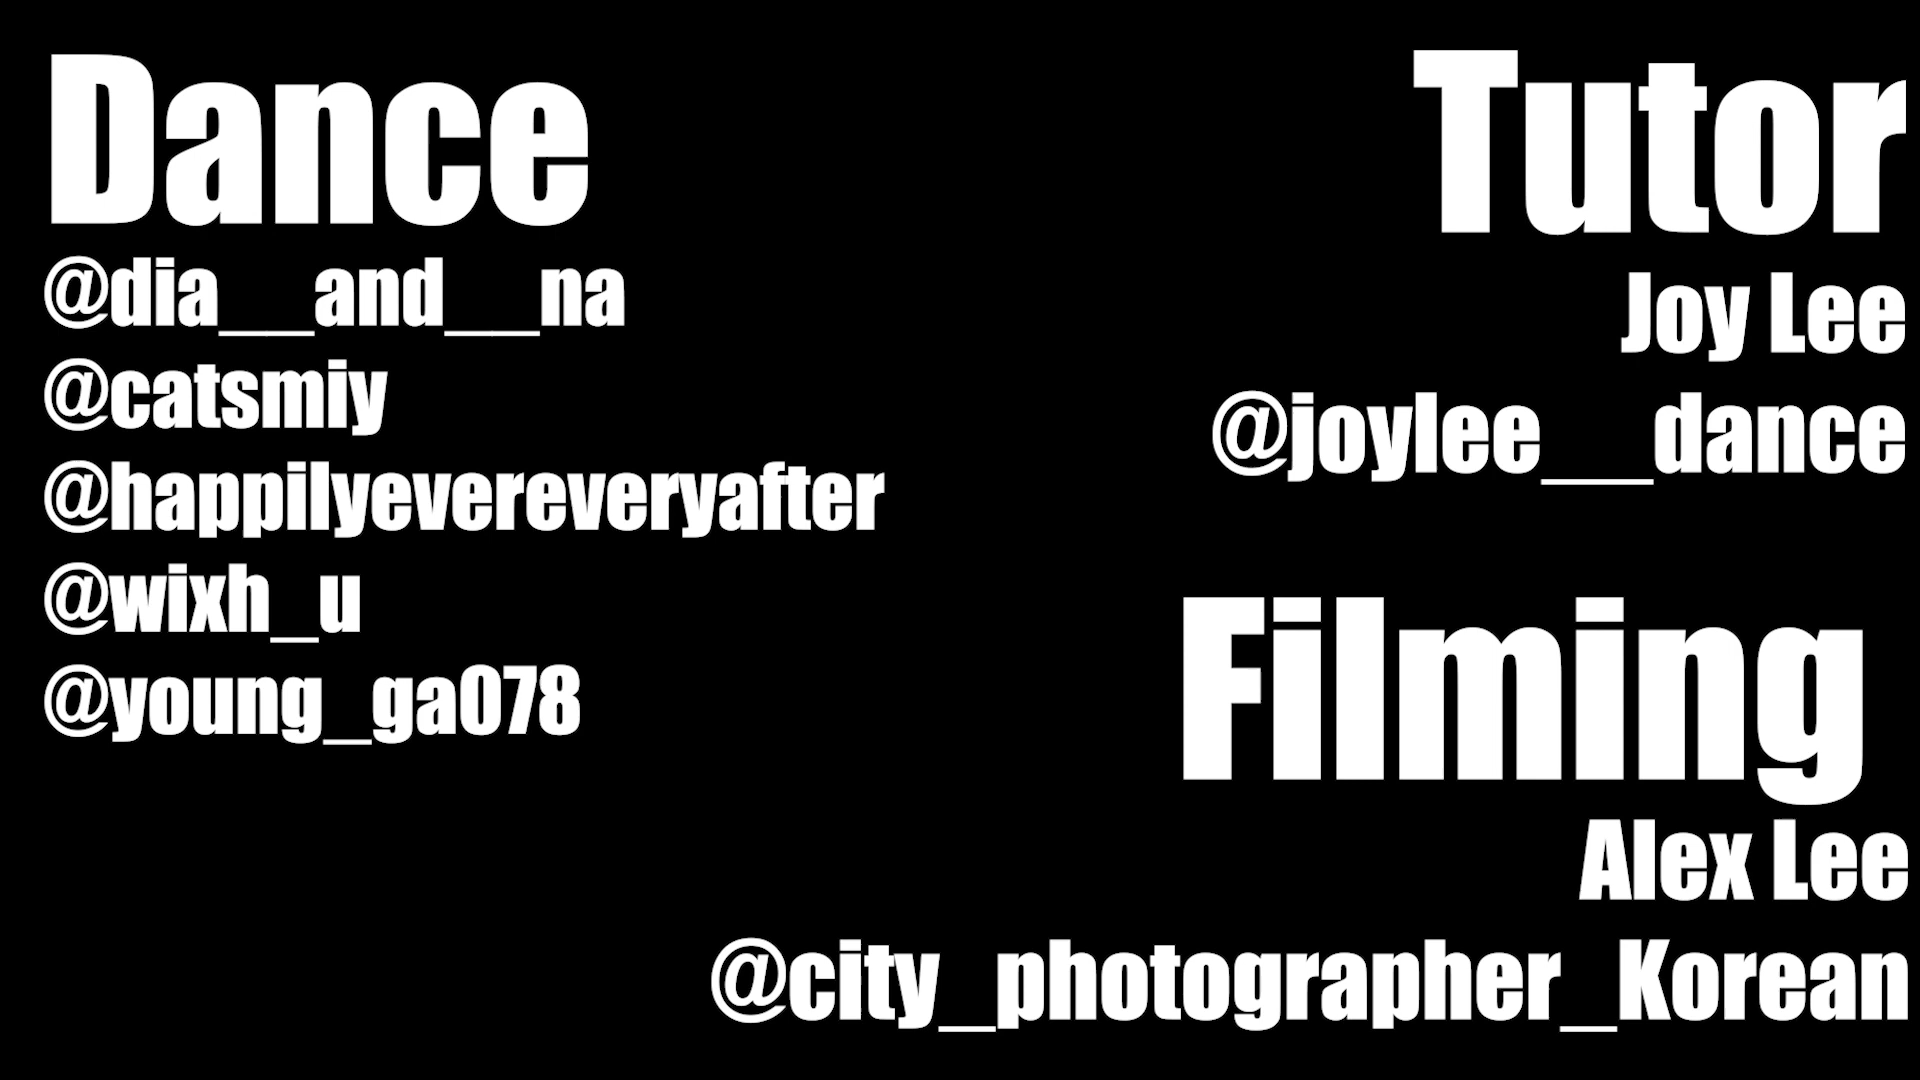 Dance
@dia__and__na
@catsmiy
@happilyevereveryafter
@wixh_u
@young_ga078
Tutor
Joy Lee
@joylee__dance
Filming
Alex Lee
@city_photographer_Korean